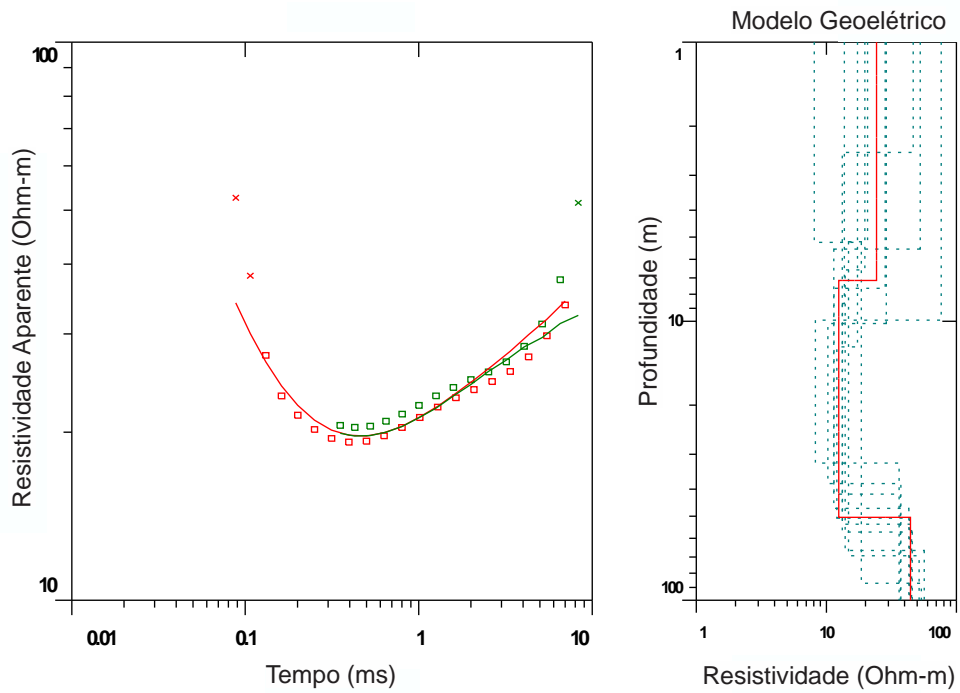 Modelo Geoelétrico
Resistividade Aparente (Ohm-m)
100
10
0.01
0.1
1
10
Tempo (ms)
Profundidade (m)
1
10
100
1
10
100
Resistividade (Ohm-m)